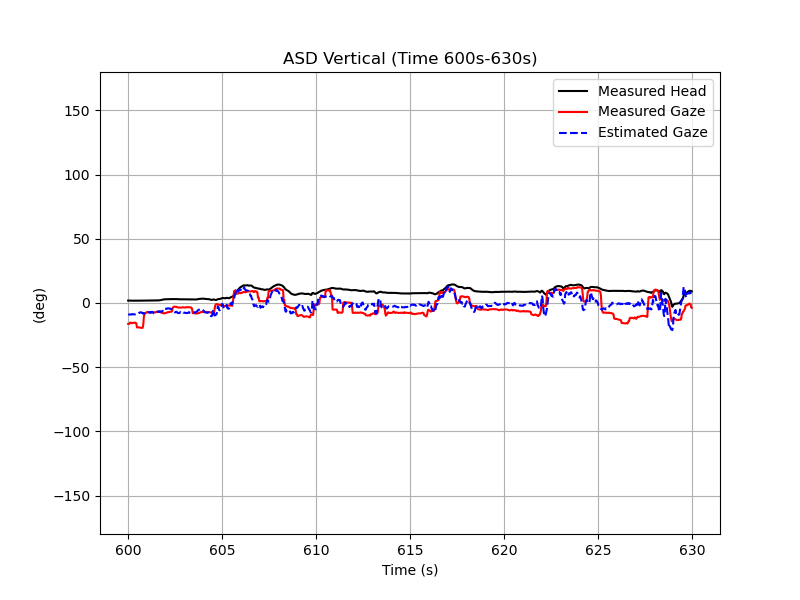 ASD Vertical (Time 600s-630s)
Measured Head
Measured Gaze
Estimated Gaze
150
100
50
0
−50
−100
−150
(deg)
600
605
610
615
620
625
630
Time (s)